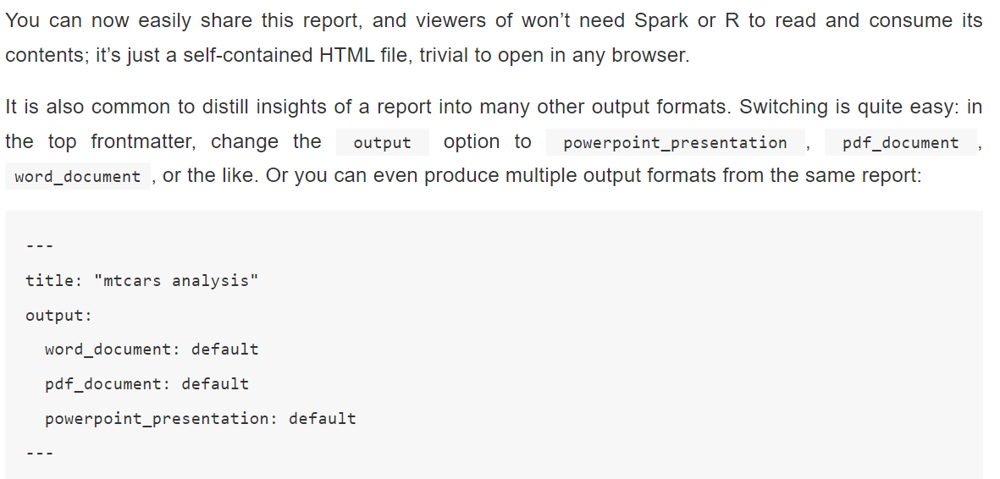 You can now easily share this report, and viewers of won’t need Spark or R to read and consume its
contents; it’s just a self-contained HTML file, trivial to open in any browser.
It is also common to distill insights of a report into many other output formats. Switching is quite easy: in
the top frontmatter, change the output option to powerpoint_presentation , pdf_document ,
word_document , or the like. Or you can even produce multiple output formats from the same report:
---
title: "mtcars analysis"
output:
  word_document: default
  pdf_document: default
  powerpoint_presentation: default
---